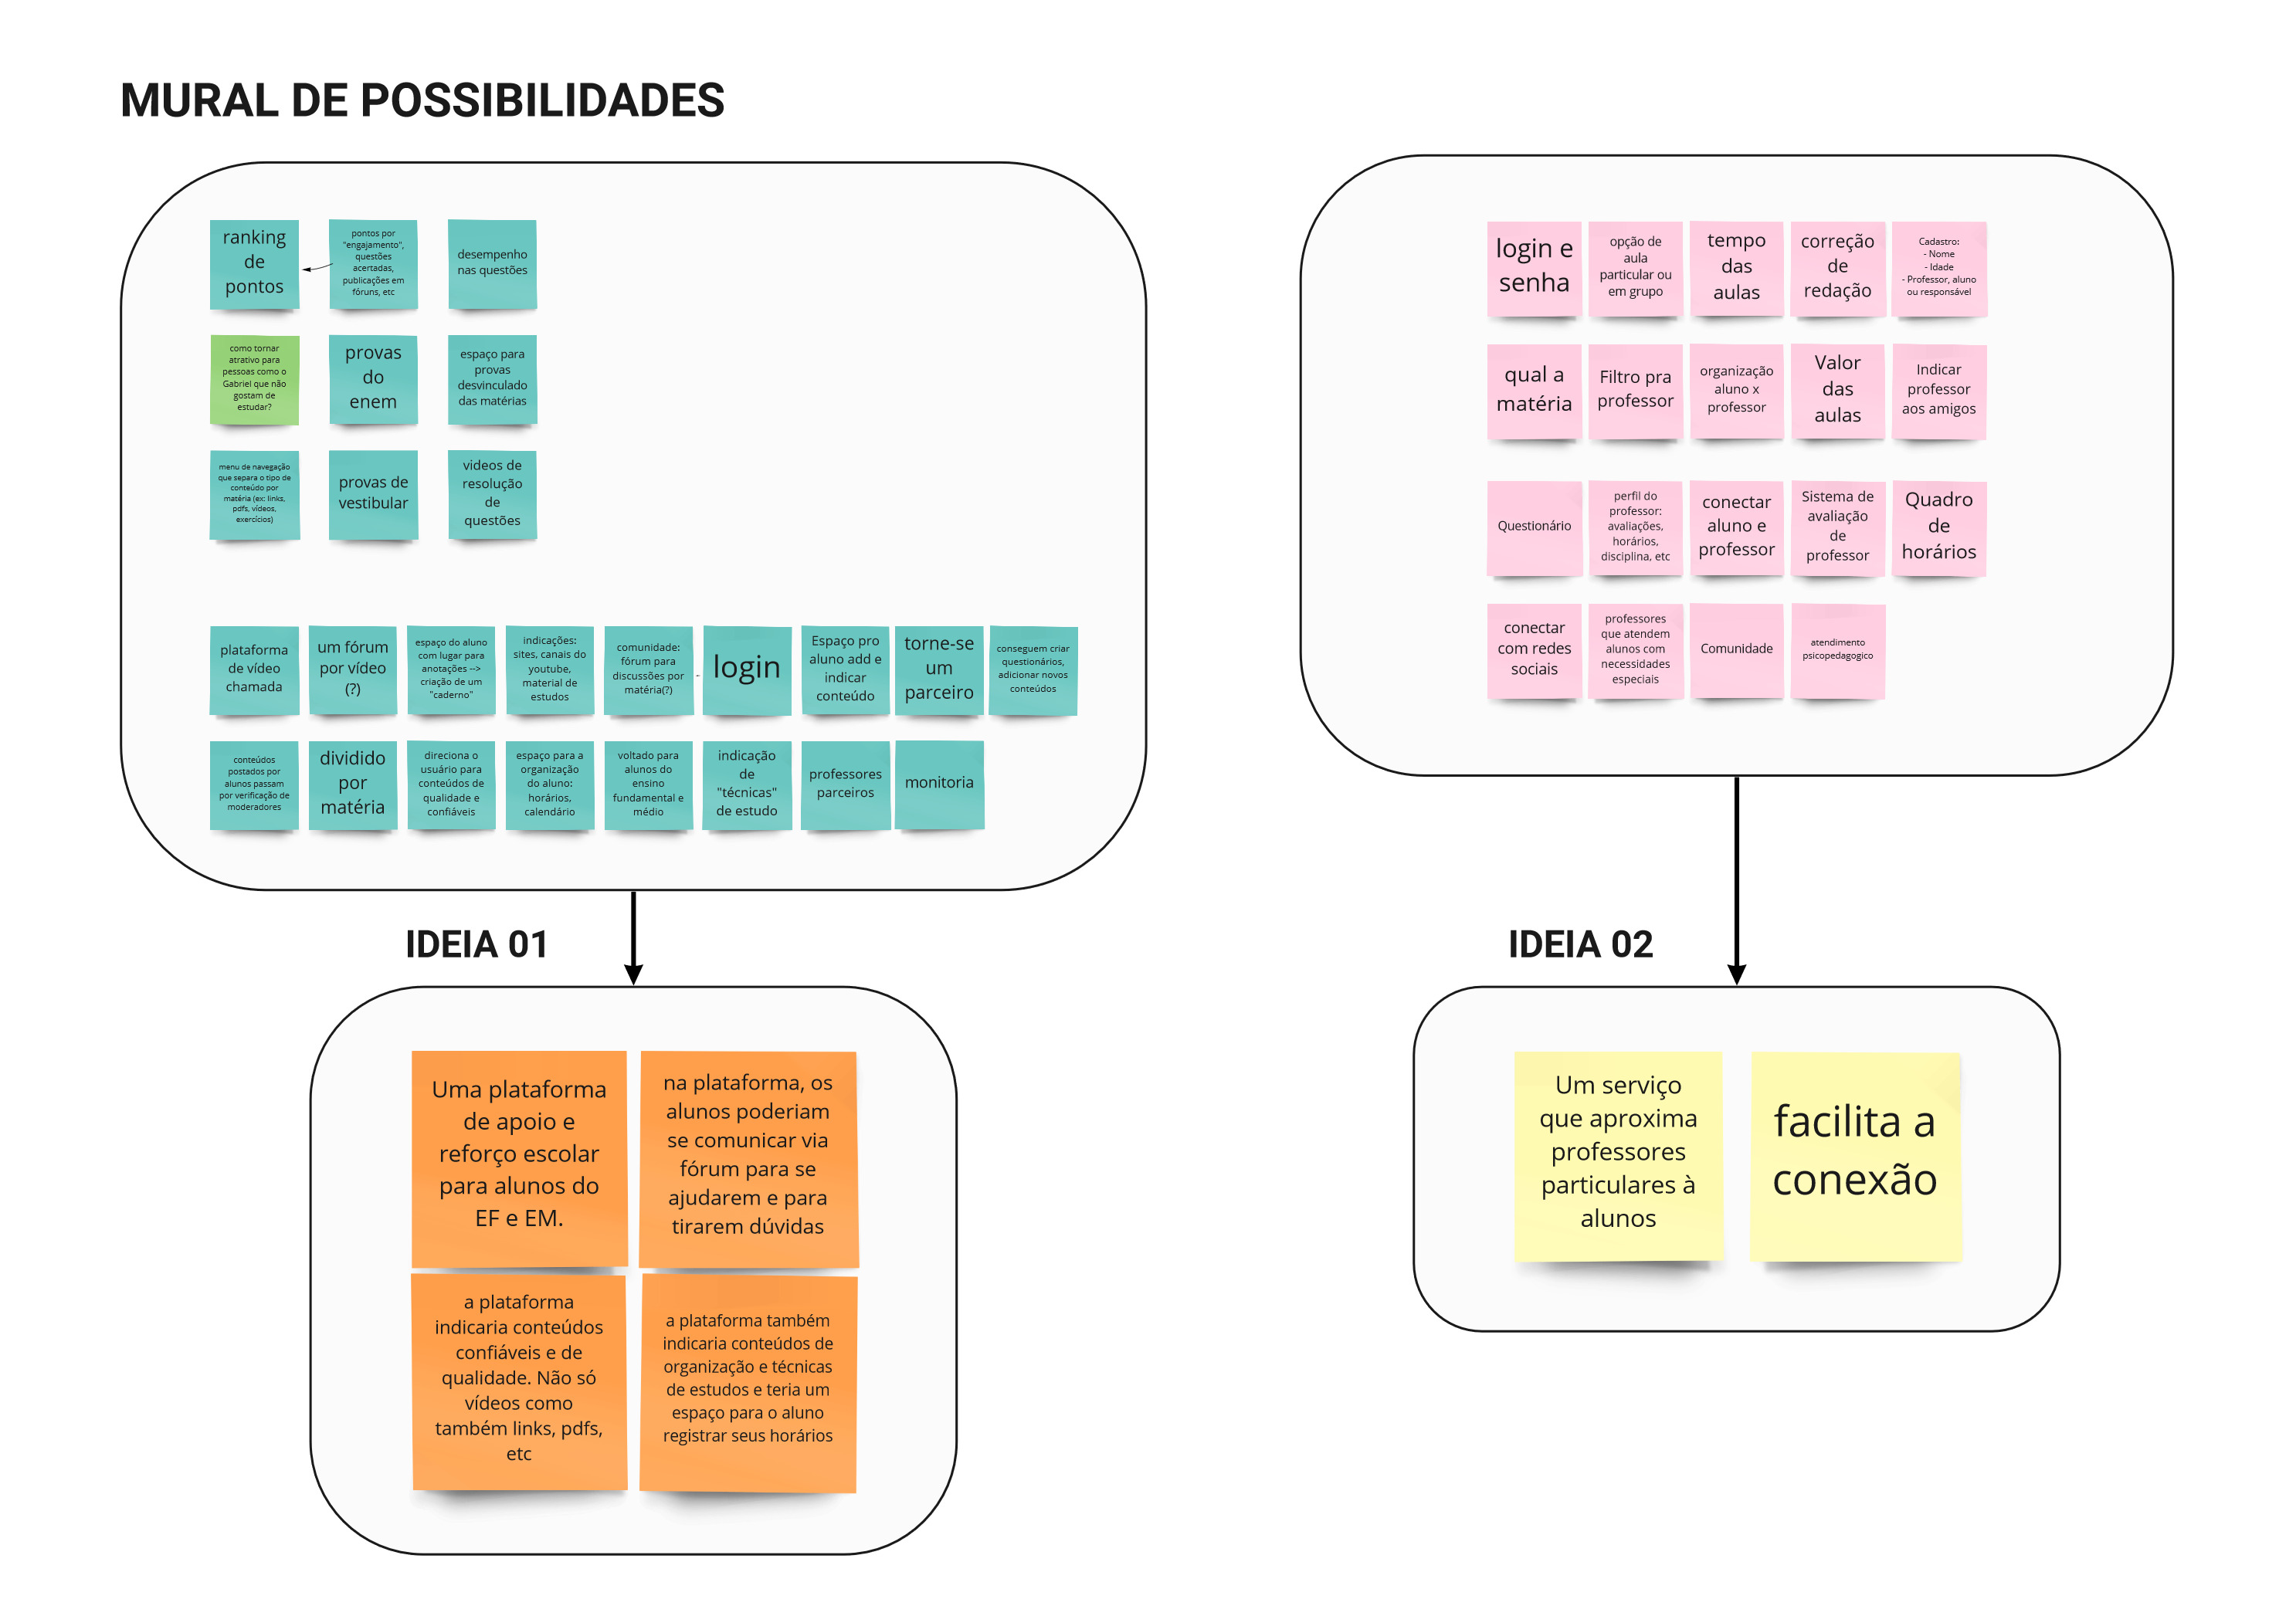 MURAL DE POSSIBILIDADES
ranking
de
pontos
pontos por
"engajamento",
questões
acertadas,
publicações em
fóruns, etc
desempenho
nas questões
como tornar
atrativo para
pessoas como o
Gabriel que não
gostam de
estudar?
provas
do
enem
espaço para
provas
desvinculado
das matérias
menu de navegação
que separa o tipo de
conteúdo por
matéria (ex: links,
pdfs, vídeos,
exercícios)
provas de
vestibular
videos de
resolução
de
questões
plataforma
de vídeo
chamada
um fórum
por vídeo
(?)
espaço do aluno
com lugar para
anotações -->
criação de um
"caderno"
indicações:
sites, canais do
youtube,
material de
estudos
comunidade:
fórum para
discussões por
matéria(?)
login
Espaço pro
aluno add e
indicar
conteúdo
torne-se
um
parceiro
conseguem criar
questionários,
adicionar novos
conteúdos
conteúdos
postados por
alunos passam
por verificação de
moderadores
dividido
por
matéria
direciona o
usuário para
conteúdos de
qualidade e
confiáveis
espaço para a
organização
do aluno:
horários,
calendário
voltado para
alunos do
ensino
fundamental e
médio
indicação
de
"técnicas"
de estudo
professores
parceiros
monitoria
IDEIA 01
Uma plataforma
de apoio e
reforço escolar
para alunos do
EF e EM.
na plataforma, os
alunos poderiam
se comunicar via
fórum para se
ajudarem e para
tirarem dúvidas
a plataforma
indicaria conteúdos
confiáveis e de
qualidade. Não só
vídeos como
também links, pdfs,
etc
a plataforma também
indicaria conteúdos de
organização e técnicas
de estudos e teria um
espaço para o aluno
registrar seus horários
login e
senha
opção de
aula
particular ou
em grupo
tempo
das
aulas
correção
de
redação
Cadastro:
- Nome
- Idade
- Professor, aluno
ou responsável
qual a
matéria
Filtro pra
professor
organização
aluno x
professor
Valor
das
aulas
Indicar
professor
aos amigos
Questionário
perfil do
professor:
avaliações,
horários,
disciplina, etc
conectar
aluno e
professor
Sistema de
avaliação
de
professor
Quadro
de
horários
conectar
com redes
sociais
professores
que atendem
alunos com
necessidades
especiais
Comunidade
atendimento
psicopedagogico
IDEIA 02
Um serviço
que aproxima
professores
particulares à
alunos
facilita a
conexão